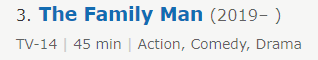 3. The Family Man (2019– )
TV-14 | 45 min | Action, Comedy, Drama